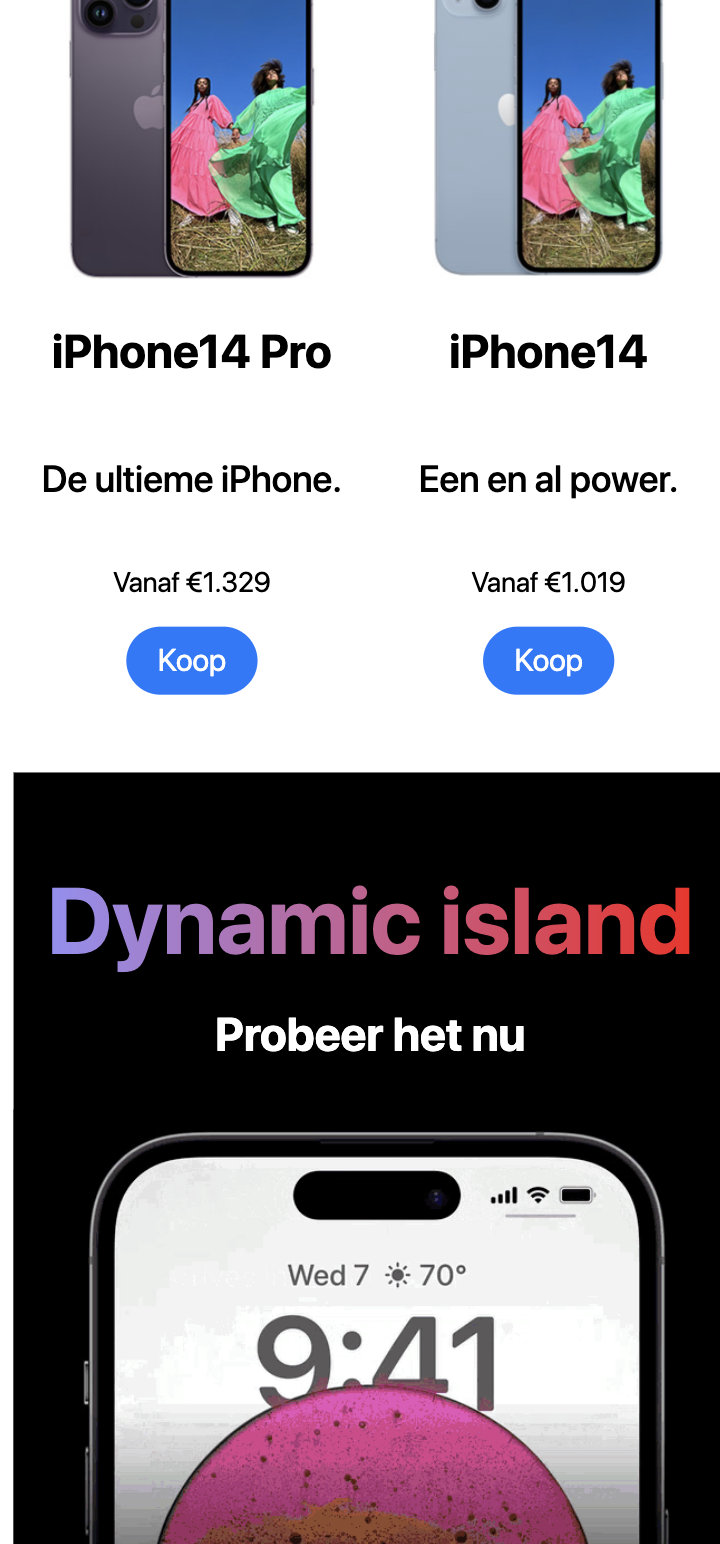 iPhone14 Pro
iPhone14
De ultieme iPhone.
Een en al power.
Vanaf €1.329
Vanaf €1.019
Koop
Koop
Dynamic island
Probeer het nu
Wed 7 70°
9:41